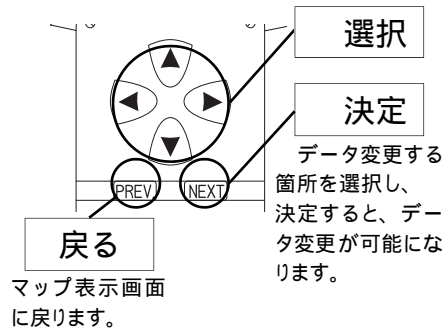 選択
決定
データ変更する
箇所を選択し、
決定すると、デー
タ変更が可能にな
ります。
PREV
NEXT
戻る
マップ表示画面
に戻ります。